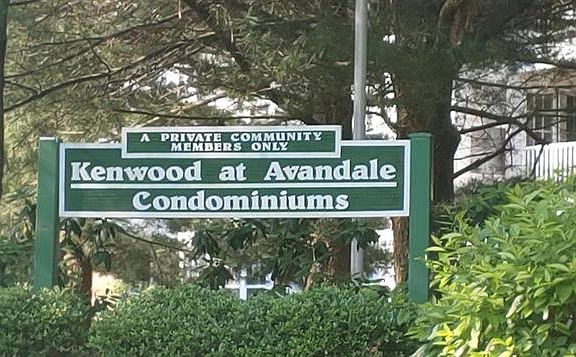 A PRIVATE COMMUNITY
MEMBERS ONLY
Kenwood at Avandale
Condominiums